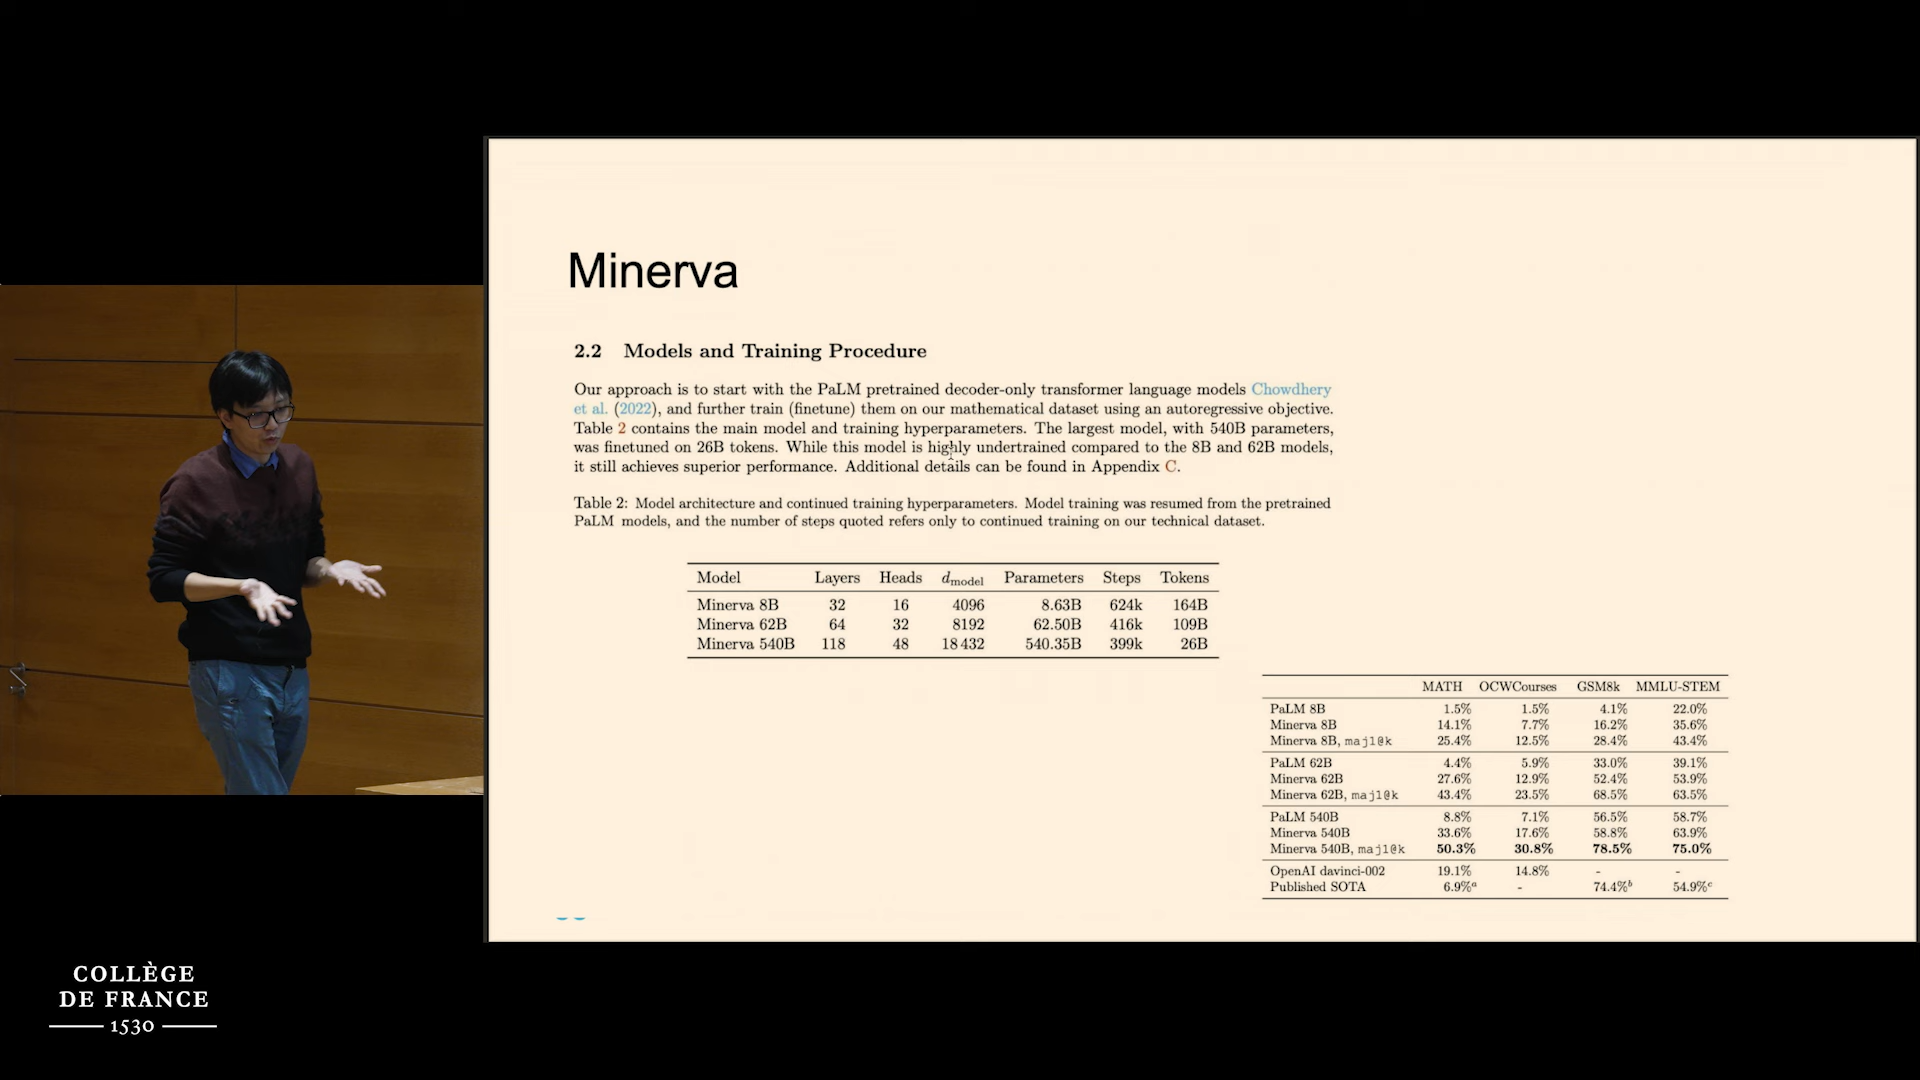 Minerva
2.2 Models and Training Procedure
Our approach is to start with the PaLM pretrained decoder-only transformer language models Chowdhery
et al. (2022), and further train (finetune) them on our mathematical dataset using an autoregressive objective.
Table 2 contains the main model and training hyperparameters. The largest model, with 540B parameters,
was finetuned on 26B tokens. While this model is highly undertrained compared to the 8B and 62B models,
it still achieves superior performance. Additional details can be found in Appendix C.
Table 2: Model architecture and continued training hyperparameters. Model training was resumed from the pretrained
PaLM models, and the number of steps quoted refers only to continued training on our technical dataset.
Model Layers Heads d_model Parameters Steps Tokens
Minerva 8B 32 16 4096 8.63B 624k 164B
Minerva 62B 64 32 8192 62.50B 416k 109B
Minerva 540B 118 48 18 432 540.35B 399k 26B
MATH OCWCourses GSM8k MMLU-STEM
PaLM 8B 1.5% 1.5% 4.1% 22.0%
Minerva 8B 14.1% 7.7% 16.2% 35.6%
Minerva 8B, maj1@k 25.4% 12.5% 28.4% 43.4%
PaLM 62B 4.4% 5.9% 33.0% 39.1%
Minerva 62B 27.6% 12.9% 52.4% 53.9%
Minerva 62B, maj1@k 43.4% 23.5% 68.5% 63.5%
PaLM 540B 8.8% 7.1% 56.5% 58.7%
Minerva 540B 33.6% 17.6% 58.8% 63.9%
Minerva 540B, maj1@k 50.3% 30.8% 78.5% 75.0%
OpenAI davinci-002 19.1% 14.8% - -
Published SOTA 6.9%a - 74.4%b 54.9%c
COLLÈGE
DE FRANCE
1530